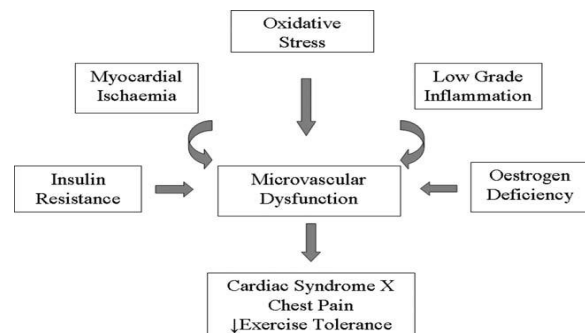 Oxidative
Stress
Myocardial
Ischaemia
Low Grade
Inflammation
Insulin
Resistance
Microvascular
Dysfunction
Oestrogen
Deficiency
Cardiac Syndrome X
Chest Pain
↓Exercise Tolerance